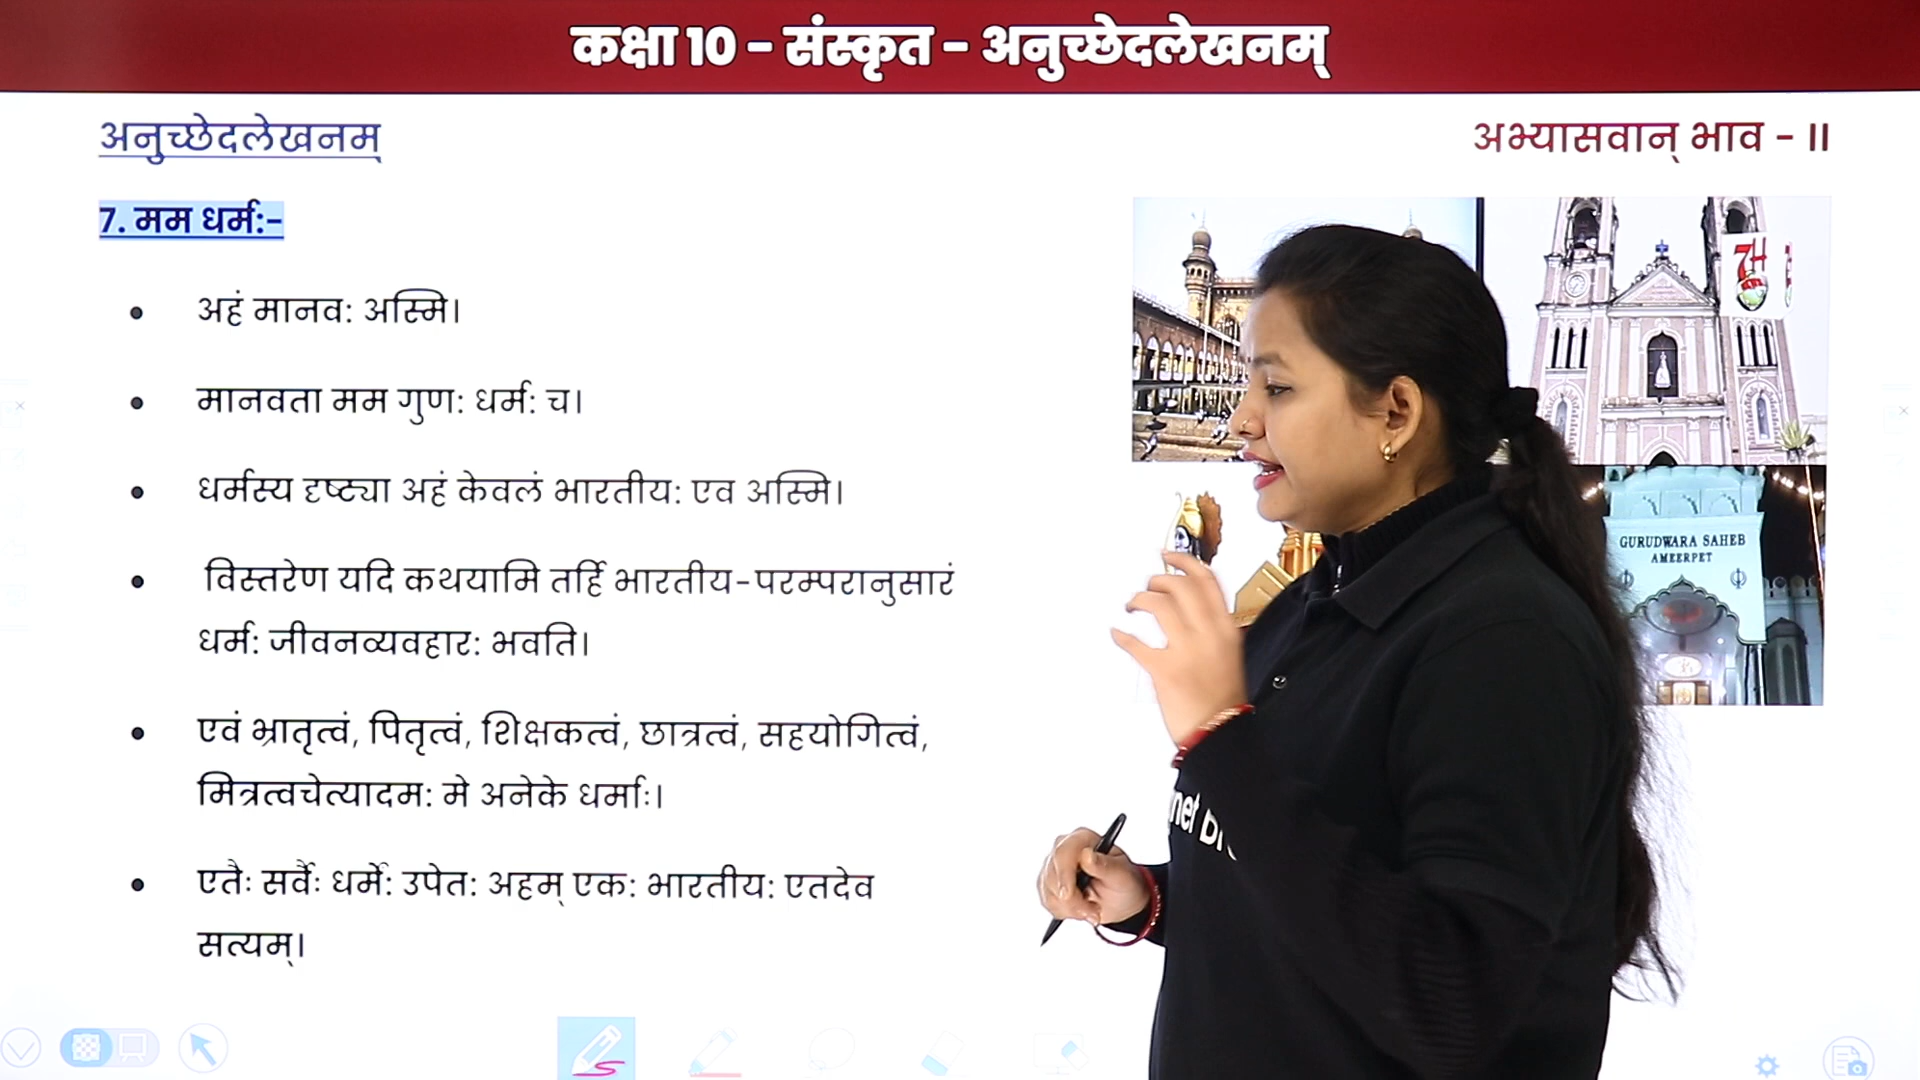 कक्षा 10 – संस्कृत – अनुच्छेदलेखनम्
अनुच्छेदलेखनम्
अभ्यासवान् भाव – II
7. मम धर्म:-
• अहं मानव: अस्मि।
• मानवता मम गुण: धर्म: च।
• धर्मस्य दृष्ट्या अहं केवलं भारतीय: एव अस्मि।
• विस्तरेण यदि कथयामि तर्हि भारतीय-परम्परानुसारं
धर्म: जीवनव्यवहार: भवति।
• एवं भ्रातृत्वं, पितृत्वं, शिक्षकत्वं, छात्रत्वं, सहयोगित्वं,
मित्रत्वचेत्यादम: मे अनेके धर्माः।
• एतैः सर्वैः धर्मे: उपेत: अहम् एक: भारतीय: एतदेव
सत्यम्।
GURUDWARA SAHEB
AMEERPET